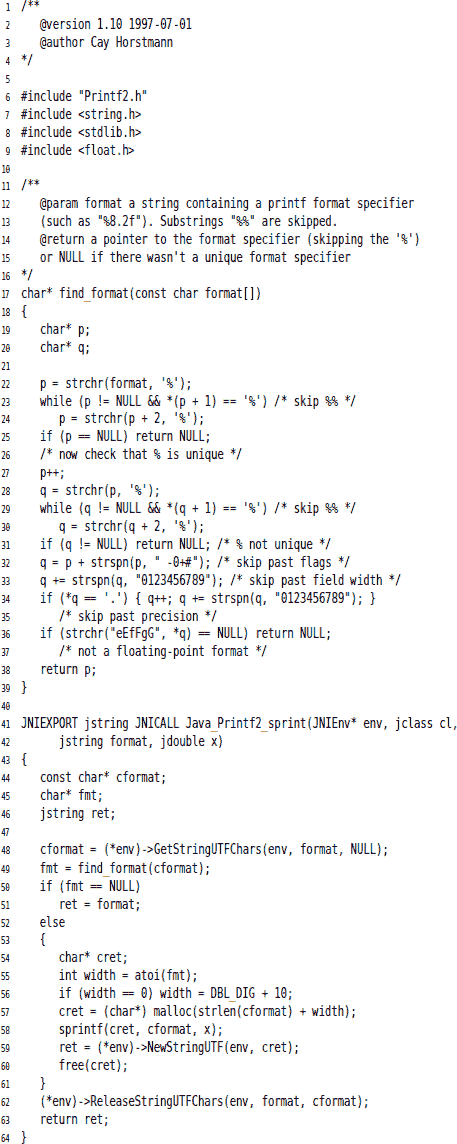 1 /**
2 @version 1.10 1997-07-01
3 @author Cay Horstmann
4 */
5
6 #include "Printf2.h"
7 #include <string.h>
8 #include <stdlib.h>
9 #include <float.h>
10
11 /**
12 @param format a string containing a printf format specifier
13 (such as "%8.2f"). Substrings "%%" are skipped.
14 @return a pointer to the format specifier (skipping the '%')
15 or NULL if there wasn't a unique format specifier
16 */
17 char* find_format(const char format[])
18 {
19 char* p;
20 char* q;
21
22 p = strchr(format, '%');
23 while (p != NULL && *(p + 1) == '%') /* skip %% */
24 p = strchr(p + 2, '%');
25 if (p == NULL) return NULL;
26 /* now check that % is unique */
27 p++;
28 q = strchr(p, '%');
29 while (q != NULL && *(q + 1) == '%') /* skip %% */
30 q = strchr(q + 2, '%');
31 if (q != NULL) return NULL; /* % not unique */
32 q = p + strspn(p, " -0+#"); /* skip past flags */
33 q += strspn(q, "0123456789"); /* skip past field width */
34 if (*q == '.') { q++; q += strspn(q, "0123456789"); }
35 /* skip past precision */
36 if (strchr("eEfFgG", *q) == NULL) return NULL;
37 /* not a floating-point format */
38 return p;
39 }
40
41 JNIEXPORT jstring JNICALL Java_Printf2_sprint(JNIEnv* env, jclass cl,
42 jstring format, jdouble x)
43 {
44 const char* cformat;
45 char* fmt;
46 jstring ret;
47
48 cformat = (*env)->GetStringUTFChars(env, format, NULL);
49 fmt = find_format(cformat);
50 if (fmt == NULL)
51 ret = format;
52 else
53 {
54 char* cret;
55 int width = atoi(fmt);
56 if (width == 0) width = DBL_DIG + 10;
57 cret = (char*) malloc(strlen(cformat) + width);
58 sprintf(cret, cformat, x);
59 ret = (*env)->NewStringUTF(env, cret);
60 free(cret);
61 }
62 (*env)->ReleaseStringUTFChars(env, format, cformat);
63 return ret;
64 }